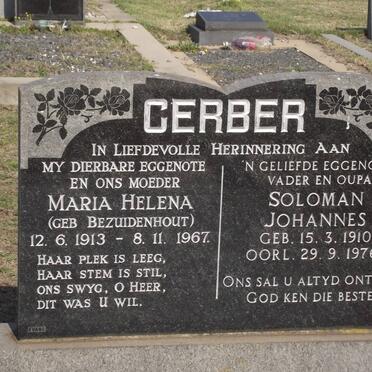 GERBER
IN LIEFDEVOLLE HERINNERING AAN
MY DIERBARE EGGENOTE
EN ONS MOEDER
MARIA HELENA
(GEB BEZUIDENHOUT)
12. 6. 1913 - 8. 11. 1967.
HAAR PLEK IS LEEG,
HAAR STEM IS STIL,
ONS SWYG, O HEER,
DIT WAS U WIL.
'N GELIEFDE EGGENO
VADER EN OUPA
SOLOMAN
JOHANNES
GEB. 15. 3. 1910
OORL. 29. 9. 1976
ONS SAL U ALTYD ONT
GOD KEN DIE BESTE